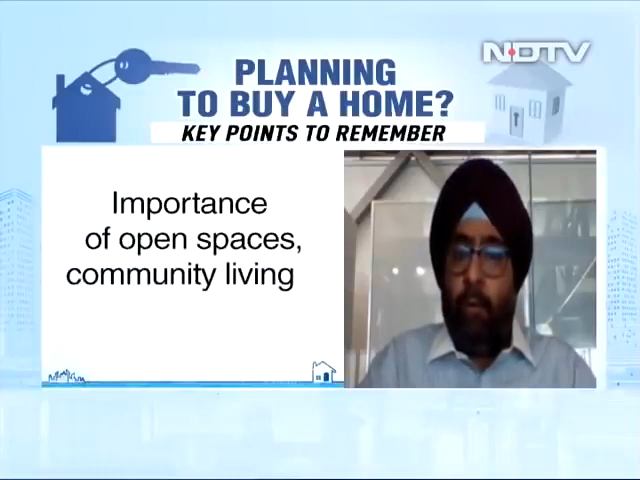 NDTV
PLANNING
TO BUY A HOME?
KEY POINTS TO REMEMBER
Importance
of open spaces,
community living